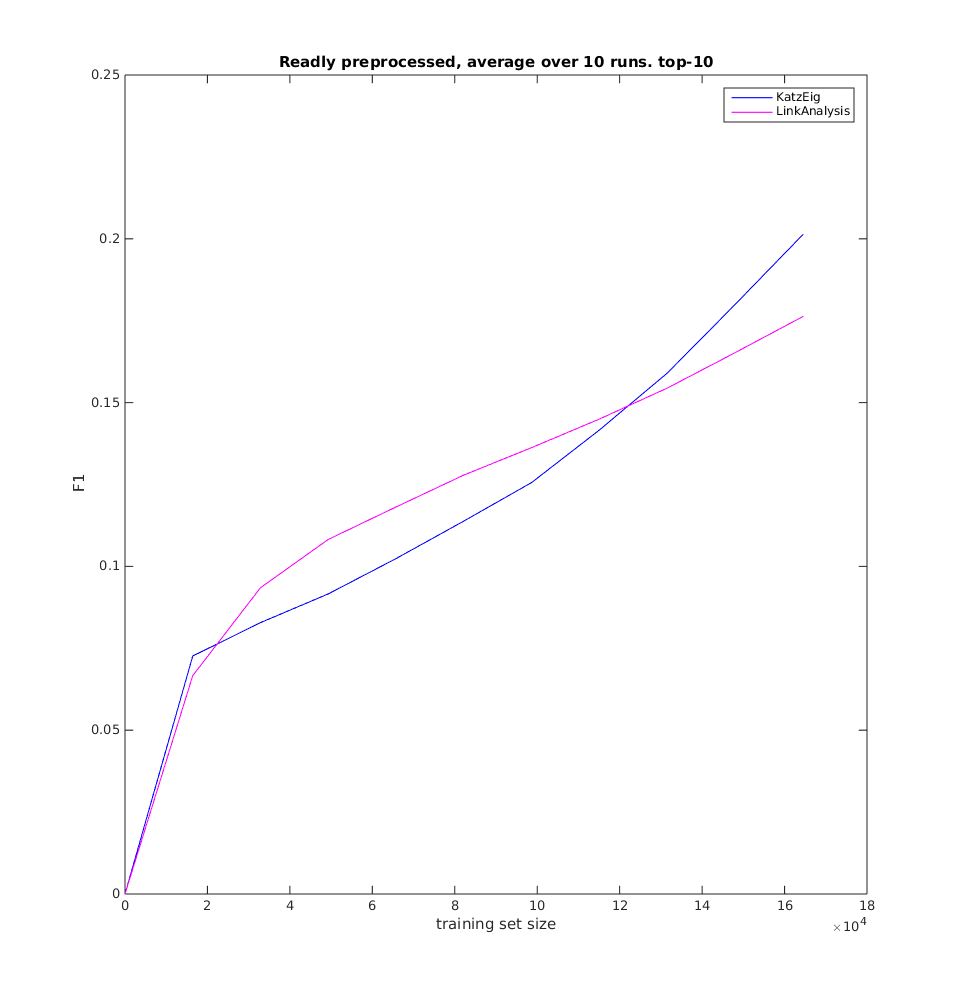 Readly preprocessed, average over 10 runs. top-10
KatzEig
LinkAnalysis
0.25
0.2
0.15
0.1
0.05
0
F1
0 2 4 6 8 10 12 14 16 18
training set size
×10^4